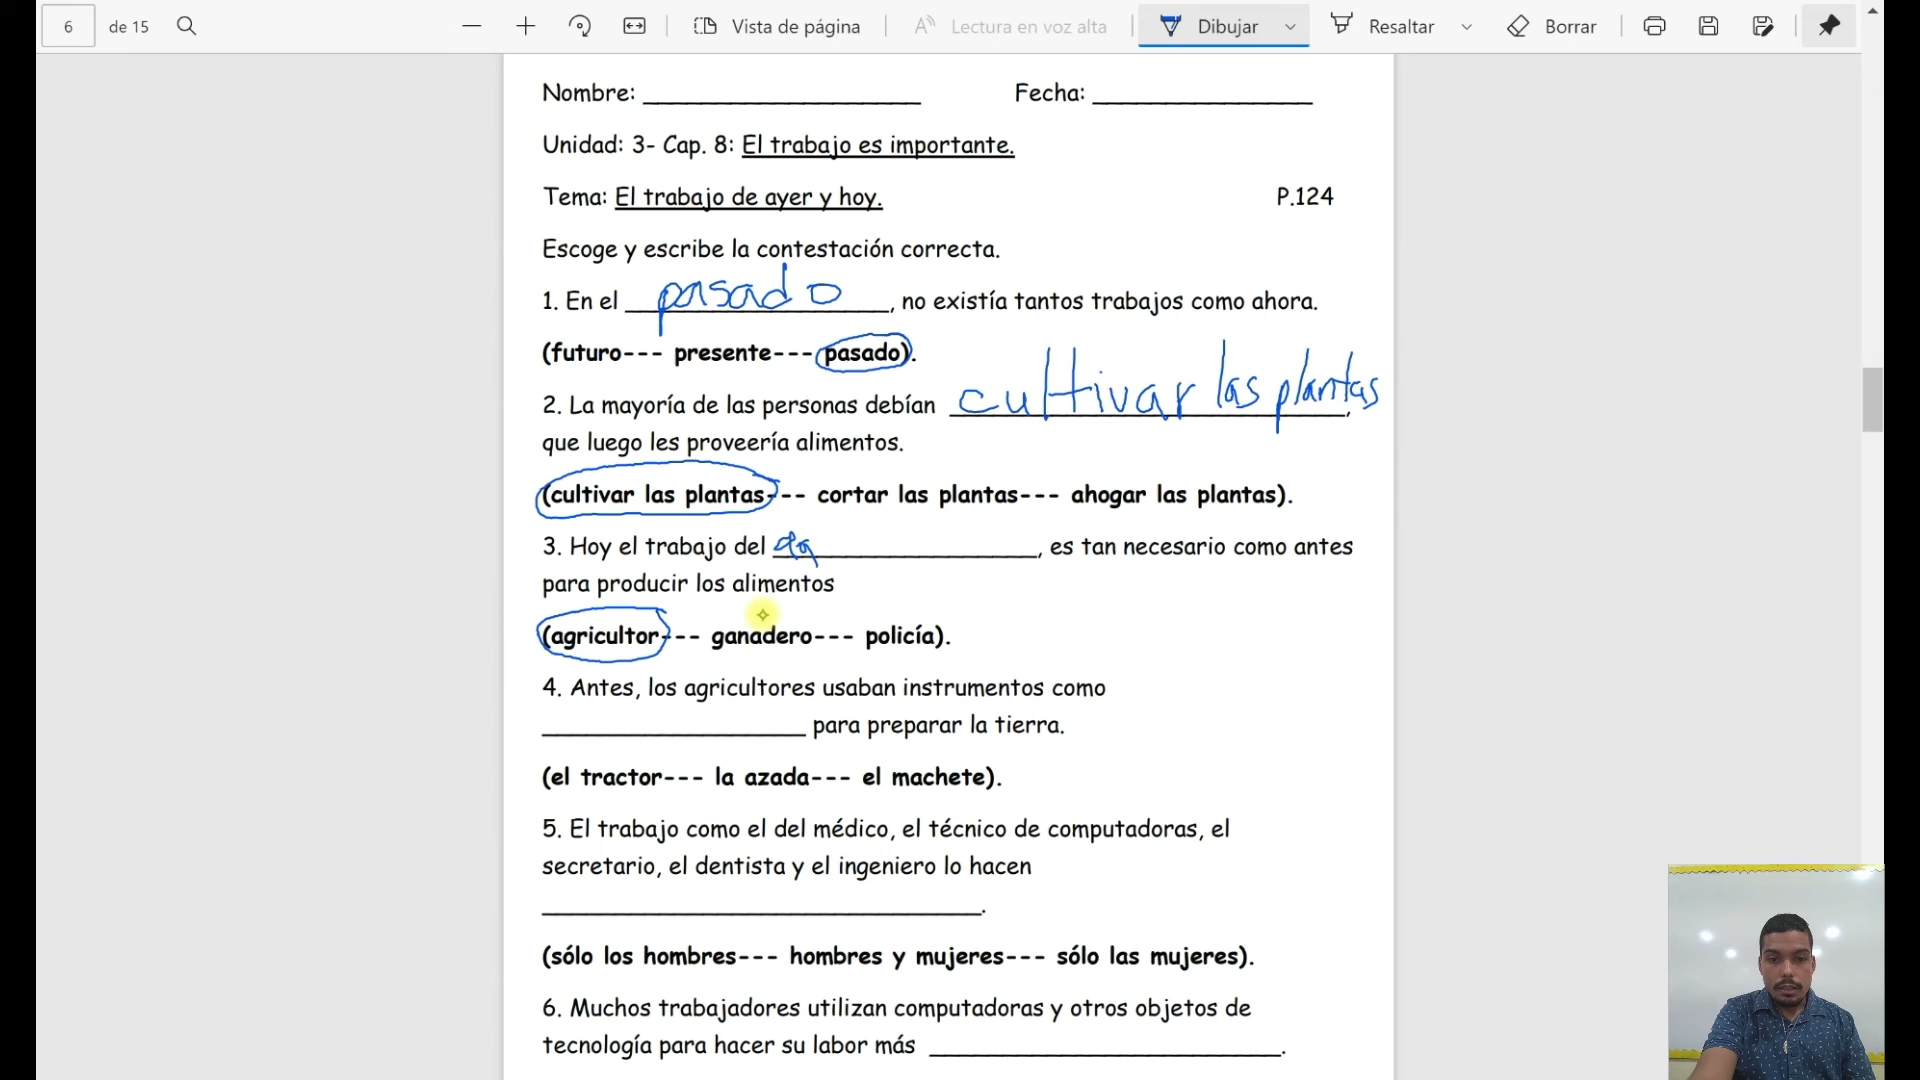 6 de 15 Vista de página Lectura en voz alta Dibujar Resaltar Borrar
Nombre: ____________________ Fecha: ________________
Unidad: 3- Cap. 8: El trabajo es importante.
Tema: El trabajo de ayer y hoy. P.124
Escoge y escribe la contestación correcta.
1. En el pasado, no existía tantos trabajos como ahora.
(futuro--- presente--- pasado).
2. La mayoría de las personas debían cultivar las plantas,
que luego les proveería alimentos.
(cultivar las plantas--- cortar las plantas--- ahogar las plantas).
3. Hoy el trabajo del ___________________, es tan necesario como antes
para producir los alimentos
(agricultor--- ganadero--- policía).
4. Antes, los agricultores usaban instrumentos como
___________________ para preparar la tierra.
(el tractor--- la azada--- el machete).
5. El trabajo como el del médico, el técnico de computadoras, el
secretario, el dentista y el ingeniero lo hacen
________________________________.
(sólo los hombres--- hombres y mujeres--- sólo las mujeres).
6. Muchos trabajadores utilizan computadoras y otros objetos de
tecnología para hacer su labor más _________________________.